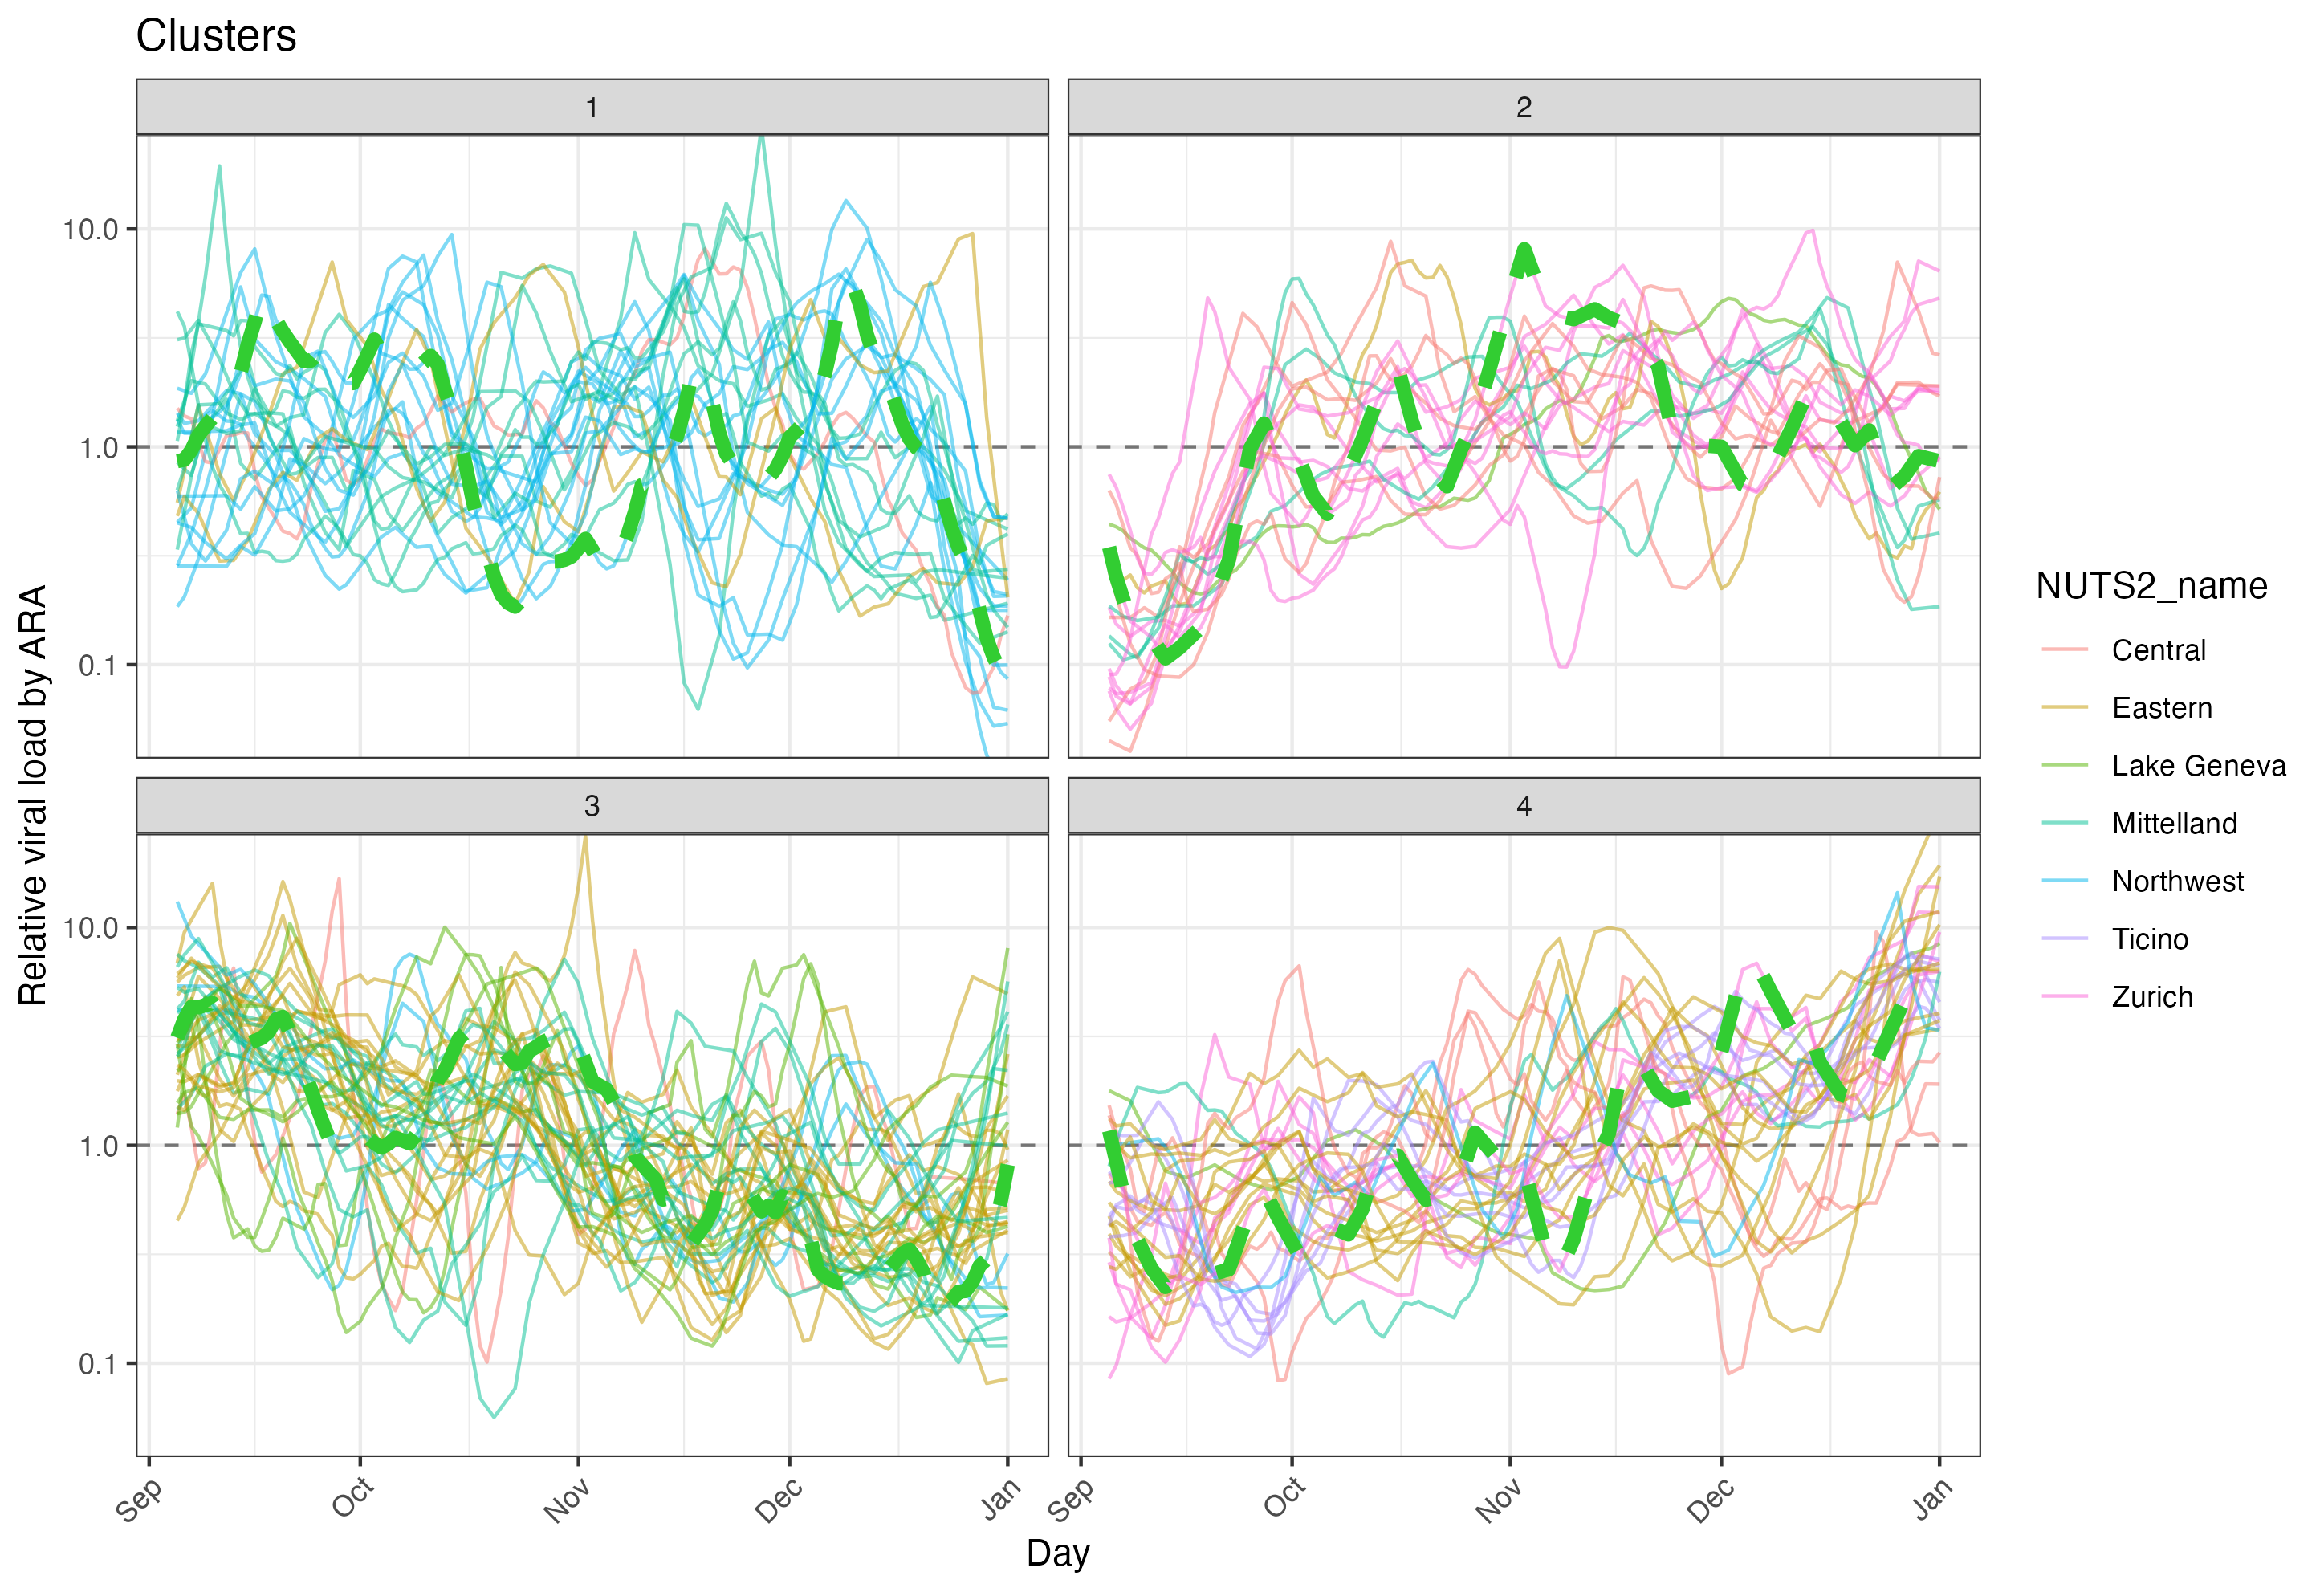 Clusters
1
2
10.0
1.0
0.1
3
4
10.0
1.0
0.1
Sep
Oct
Nov
Dec
Jan
Sep
Oct
Nov
Dec
Jan
Day
Relative viral load by ARA
NUTS2_name
Central
Eastern
Lake Geneva
Mittelland
Northwest
Ticino
Zurich